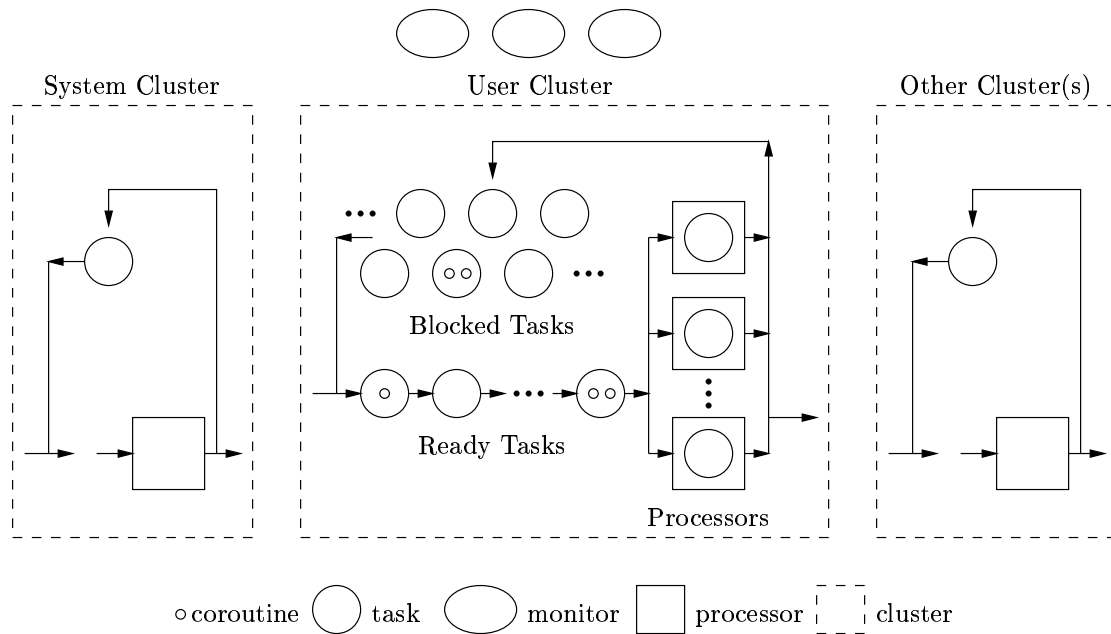 System Cluster
User Cluster
Other Cluster(s)
Blocked Tasks
Ready Tasks
Processors
coroutine task monitor processor cluster